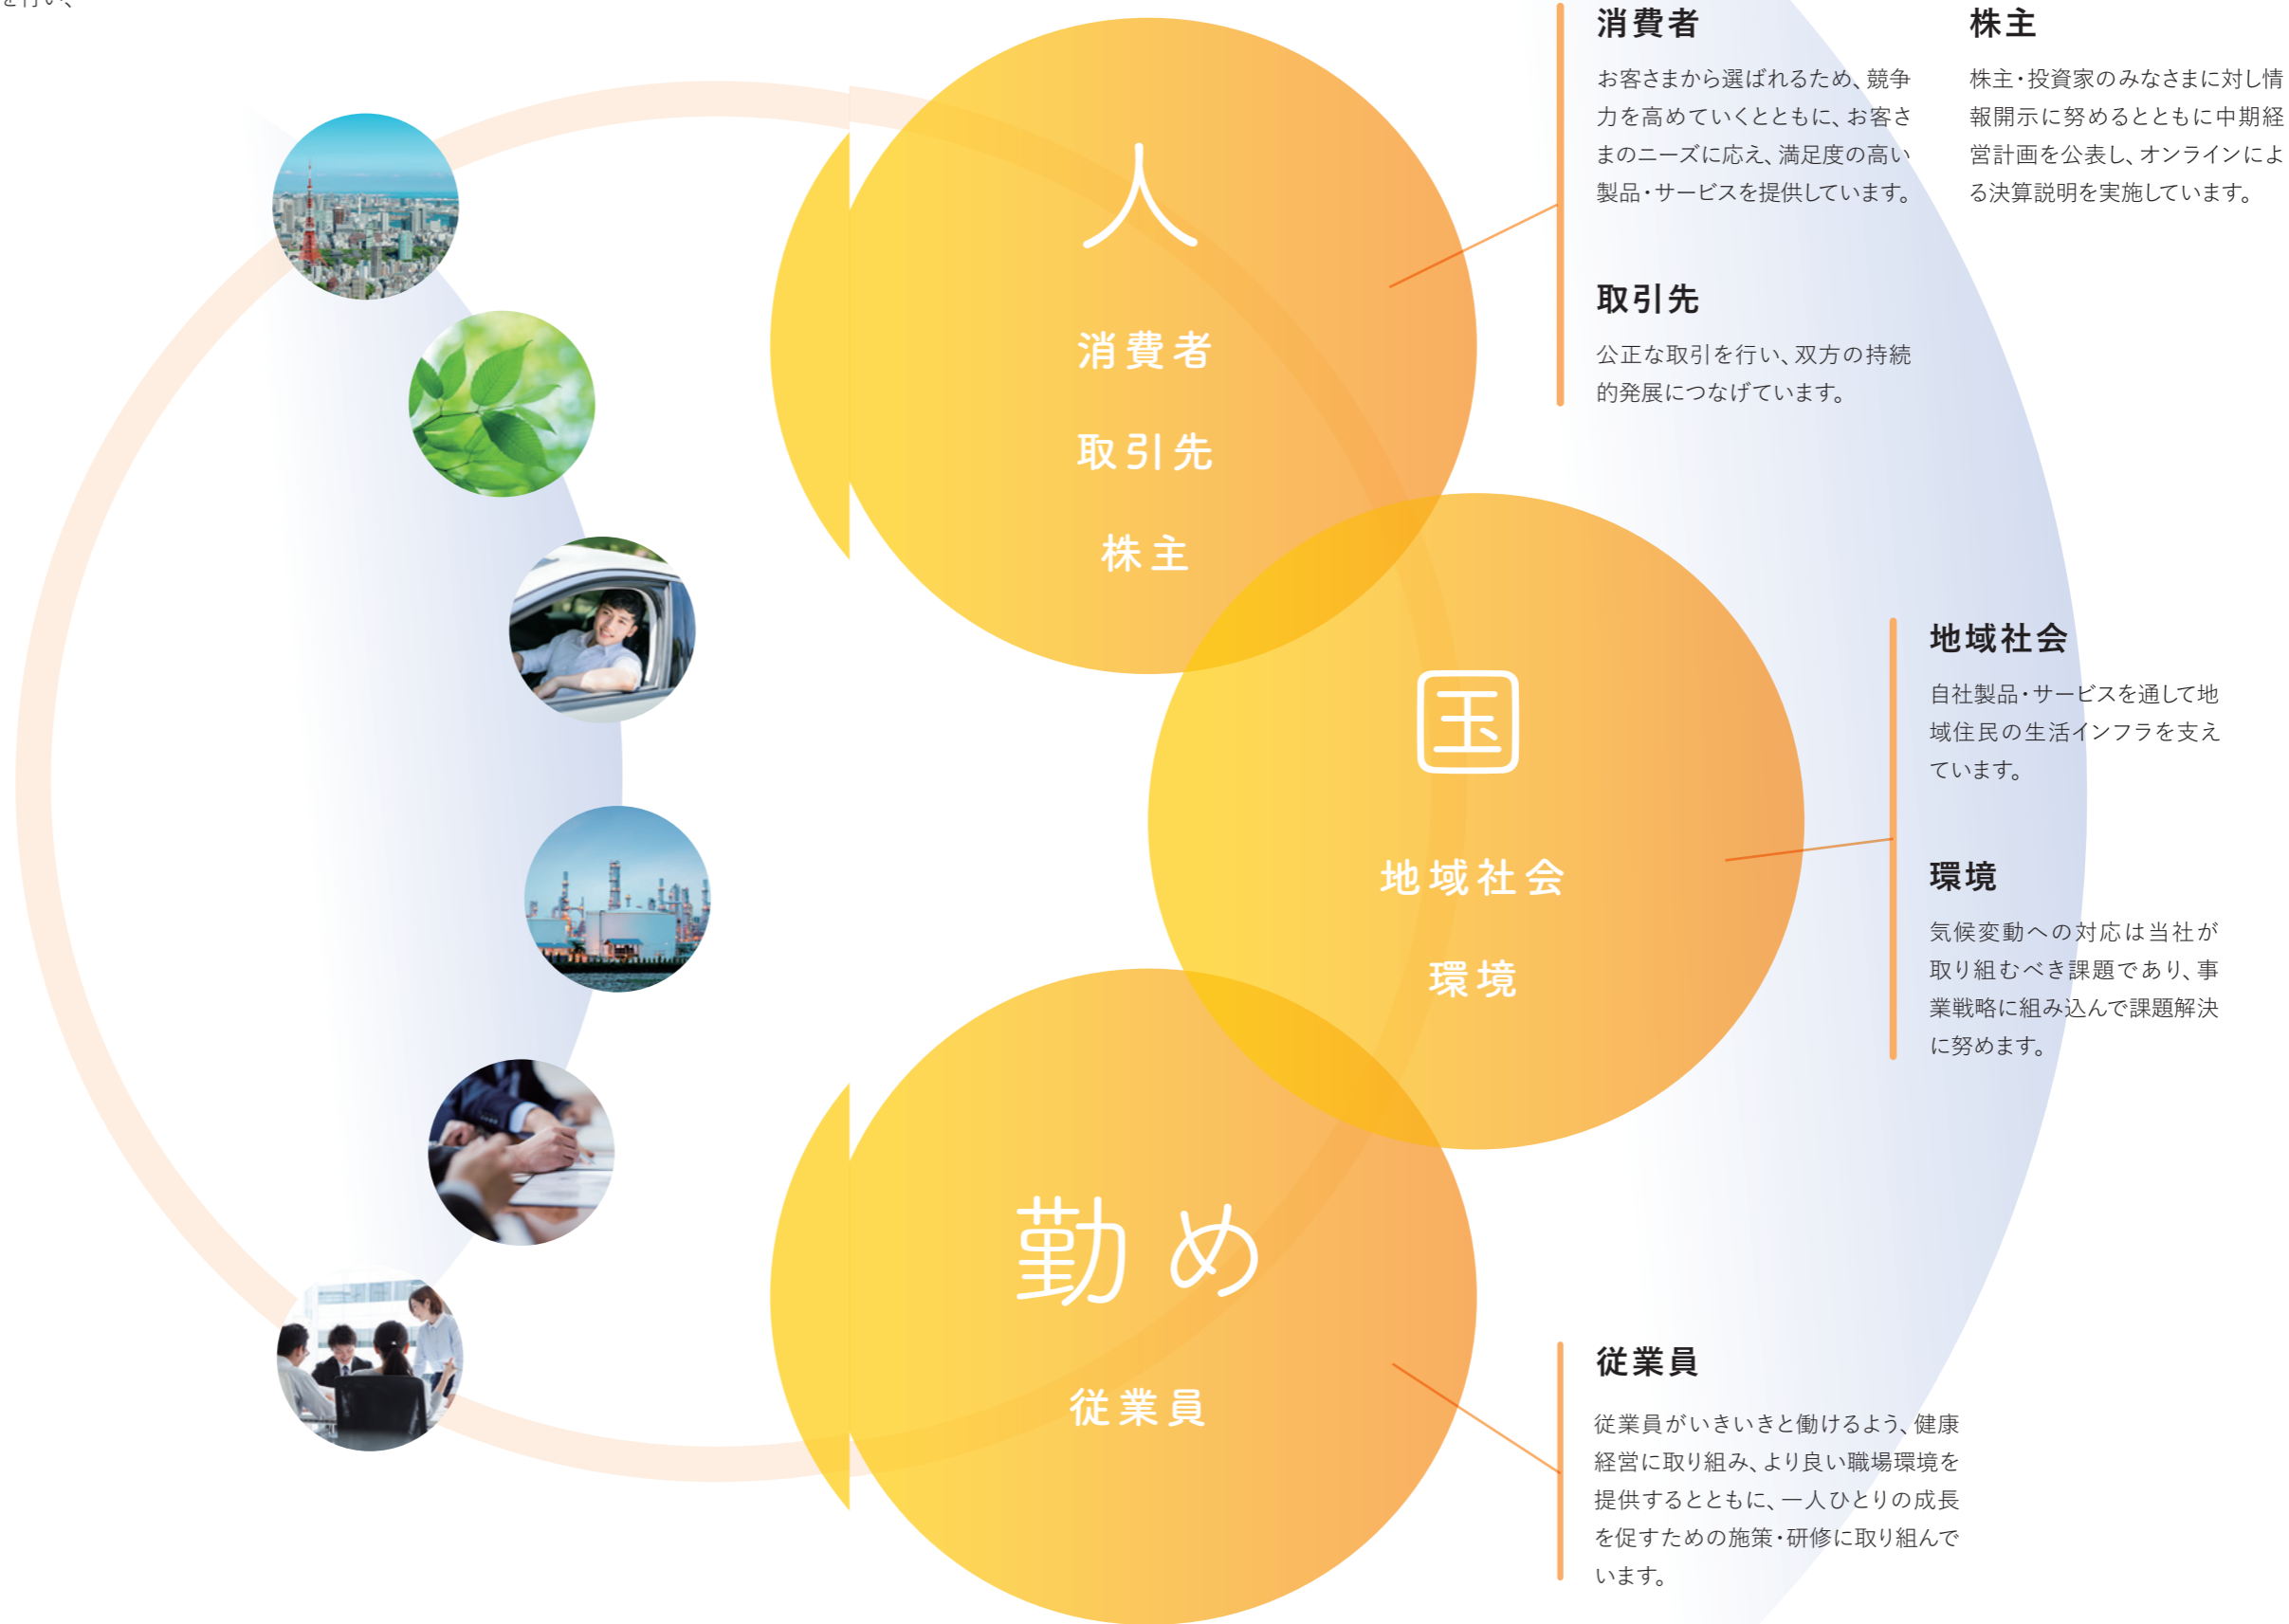 を行い、
人
消費者
取引先
株主
国
地域社会
環境
勤め
従業員
消費者
お客さまから選ばれるため、競争
力を高めていくとともに、お客さ
まのニーズに応え、満足度の高い
製品・サービスを提供しています。
株主
株主・投資家のみなさまに対し情
報開示に努めるとともに中期経
営計画を公表し、オンラインによ
る決算説明を実施しています。
取引先
公正な取引を行い、双方の持続
的発展につなげています。
地域社会
自社製品・サービスを通して地
域住民の生活インフラを支え
ています。
環境
気候変動への対応は当社が
取り組むべき課題であり、事
業戦略に組み込んで課題解決
に努めます。
従業員
従業員がいきいきと働けるよう、健康
経営に取り組み、より良い職場環境を
提供するとともに、一人ひとりの成長
を促すための施策・研修に取り組んで
います。